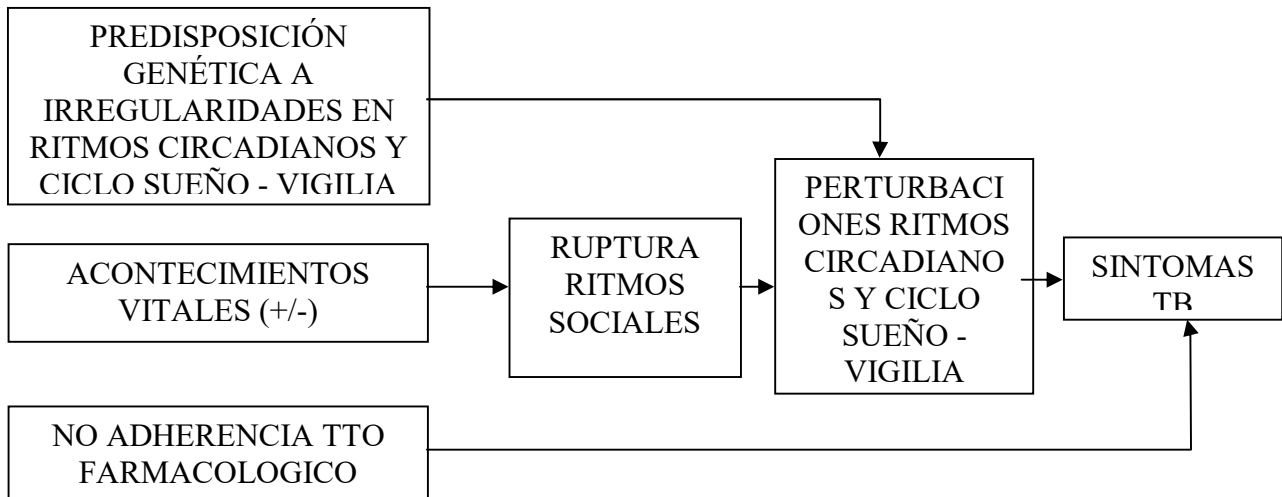 PREDISPOSICIÓN
GENÉTICA A
IRREGULARIDADES EN
RITMOS CIRCADIANOS Y
CICLO SUEÑO - VIGILIA
ACONTECIMIENTOS
VITALES (+/-)
NO ADHERENCIA TTO
FARMACOLOGICO
RUPTURA
RITMOS
SOCIALES
PERTURBACI
ONES RITMOS
CIRCADIANO
S Y CICLO
SUEÑO -
VIGILIA
SINTOMAS
TB